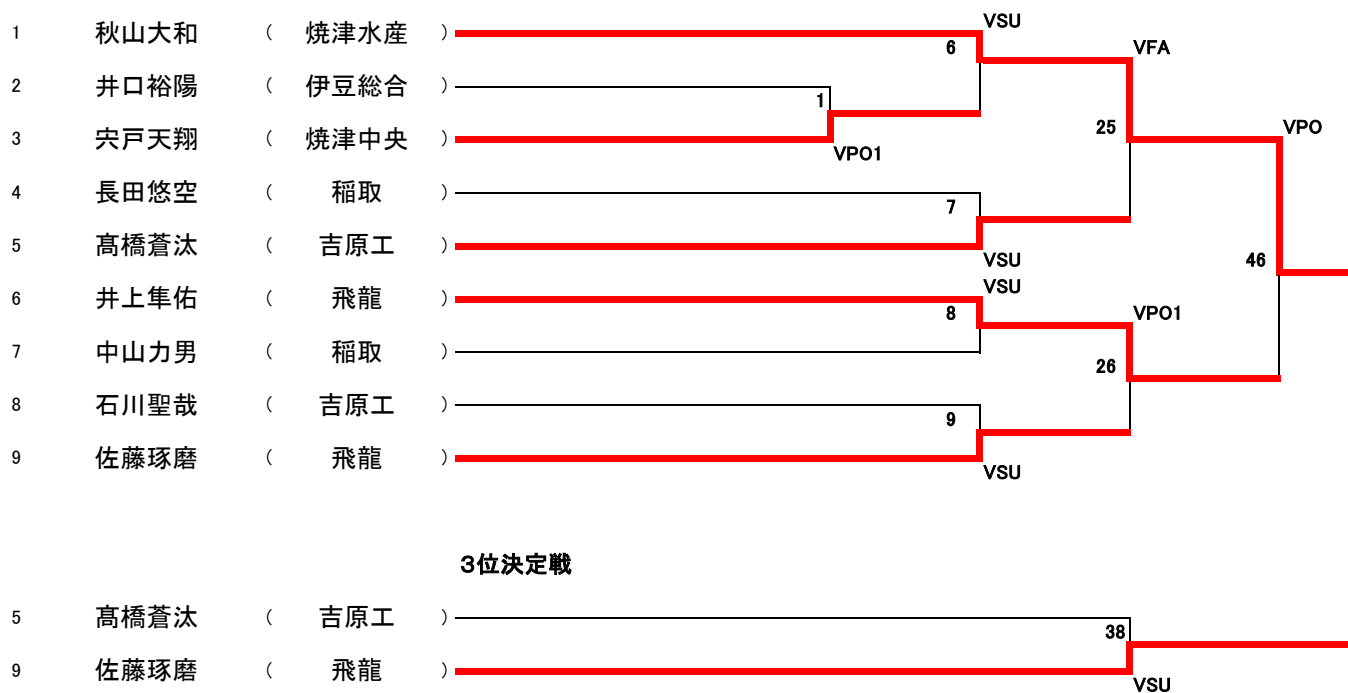 1 秋山大和 （ 焼津水産 ） VSU
6 VFA
2 井口裕陽 （ 伊豆総合 ）
1
3 宍戸天翔 （ 焼津中央 ） 25 VPO
VPO1
4 長田悠空 （ 稲取 ）
7
5 髙橋蒼汰 （ 吉原工 ）
VSU 46
6 井上隼佑 （ 飛龍 ） VSU
8 VPO1
7 中山力男 （ 稲取 ）
26
8 石川聖哉 （ 吉原工 ）
9
9 佐藤琢磨 （ 飛龍 ）
VSU
３位決定戦
5 髙橋蒼汰 （ 吉原工 ）
38
9 佐藤琢磨 （ 飛龍 ）
VSU